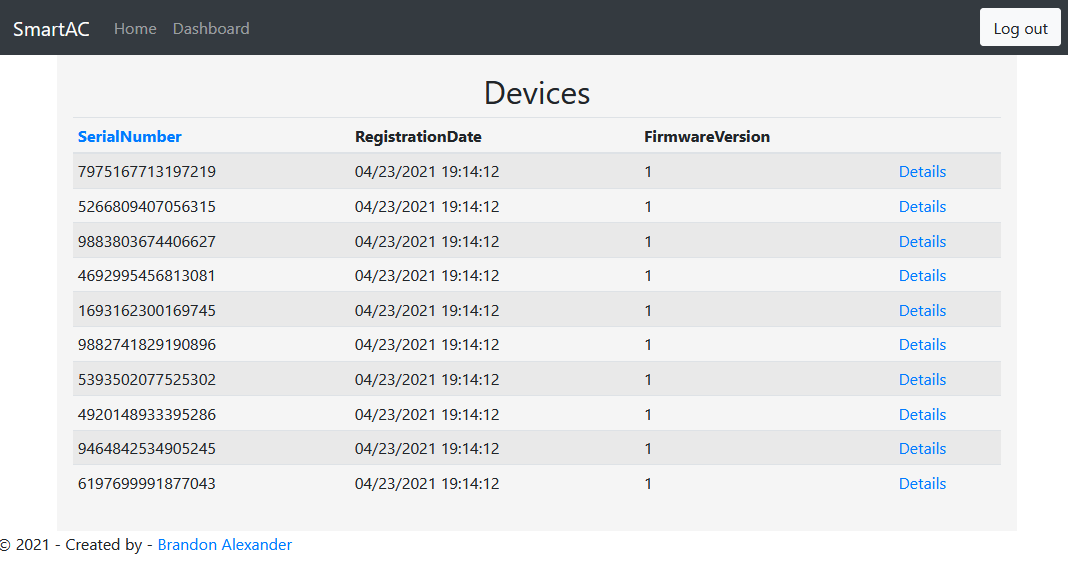 SmartAC Home Dashboard Log out
Devices
SerialNumber RegistrationDate FirmwareVersion
7975167713197219 04/23/2021 19:14:12 1 Details
5266809407056315 04/23/2021 19:14:12 1 Details
9883803674406627 04/23/2021 19:14:12 1 Details
4692995456813081 04/23/2021 19:14:12 1 Details
1693162300169745 04/23/2021 19:14:12 1 Details
9882741829190896 04/23/2021 19:14:12 1 Details
5393502077525302 04/23/2021 19:14:12 1 Details
4920148933395286 04/23/2021 19:14:12 1 Details
9464842534905245 04/23/2021 19:14:12 1 Details
6197699991877043 04/23/2021 19:14:12 1 Details
© 2021 - Created by - Brandon Alexander